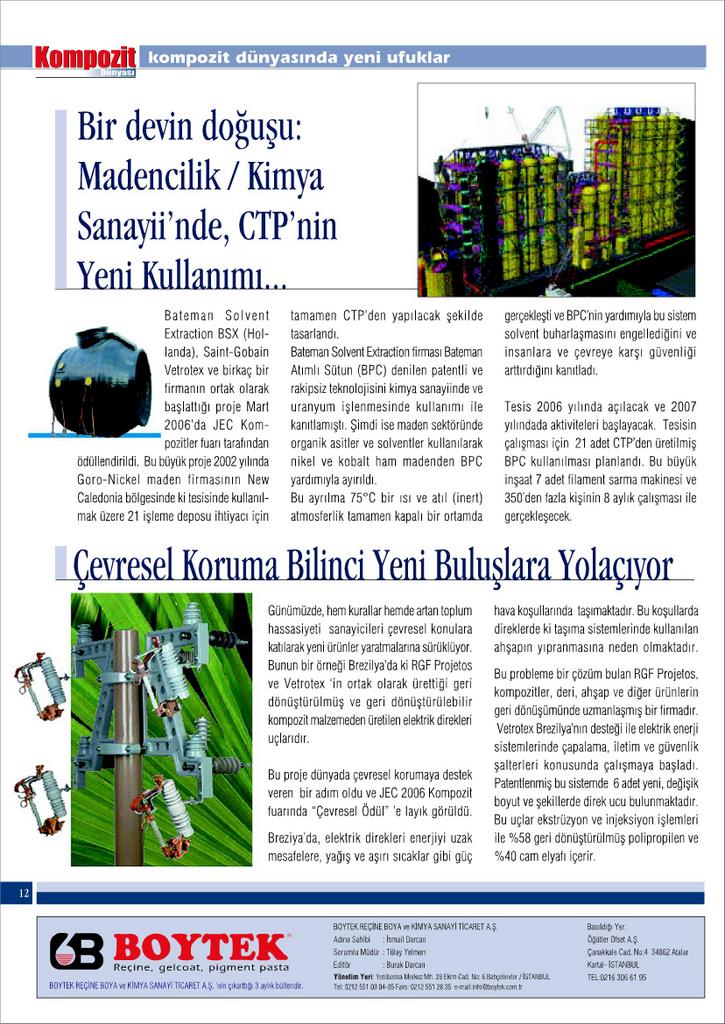 Kompozit
Dünyası
kompozit dünyasında yeni ufuklar
Bir devin doğuşu:
Madencilik / Kimya
Sanayii'nde, CTP'nin
Yeni Kullanımı...
Bateman Solvent
Extraction BSX (Hol-
landa), Saint-Gobain
Vetrotex ve birkaç bir
firmanın ortak olarak
başlattığı proje Mart
2006'da JEC Kom-
pozitler fuarı tarafından
ödüllendirildi. Bu büyük proje 2002 yılında
Goro-Nickel maden firmasının New
Caledonia bölgesinde ki tesisinde kullanıl-
mak üzere 21 işleme deposu ihtiyacı için
tamamen CTP'den yapılacak şekilde
tasarlandı.
Bateman Solvent Extraction firması Bateman
Atımlı Sütun (BPC) denilen patentli ve
rakipsiz teknolojisini kimya sanayiinde ve
uranyum işlenmesinde kullanımı ile
kanıtlamıştı. Şimdi ise maden sektöründe
organik asitler ve solventler kullanılarak
nikel ve kobalt ham madenden BPC
yardımıyla ayırıldı.
Bu ayrılma 75°C bir ısı ve atıl (inert)
atmosferlik tamamen kapalı bir ortamda
gerçekleşti ve BPC'nin yardımıyla bu sistem
solvent buharlaşmasını engellediğini ve
insanlara ve çevreye karşı güvenliği
arttırdığını kanıtladı.
Tesis 2006 yılında açılacak ve 2007
yılındada aktiviteleri başlayacak. Tesisin
çalışması için 21 adet CTP'den üretilmiş
BPC kullanılması planlandı. Bu büyük
inşaat 7 adet filament sarma makinesi ve
350'den fazla kişinin 8 aylık çalışması ile
gerçekleşecek.
Çevresel Koruma Bilinci Yeni Buluşlara Yolaçıyor
Günümüzde, hem kurallar hemde artan toplum
hassasiyeti sanayicileri çevresel konulara
katılarak yeni ürünler yaratmalarına sürüklüyor.
Bunun bir örneği Brezilya'da ki RGF Projetos
ve Vetrotex 'in ortak olarak ürettiği geri
dönüştürülmüş ve geri dönüştürülebilir
kompozit malzemeden üretilen elektrik direkleri
uçlarıdır.
Bu proje dünyada çevresel korumaya destek
veren bir adım oldu ve JEC 2006 Kompozit
fuarında "Çevresel Ödül" 'e layık görüldü.
Breziya'da, elektrik direkleri enerjiyi uzak
mesafelere, yağış ve aşırı sıcaklar gibi güç
hava koşullarında taşımaktadır. Bu koşullarda
direklerde ki taşıma sistemlerinde kullanılan
ahşapın yıpranmasına neden olmaktadır.
Bu probleme bir çözüm bulan RGF Projetos,
kompozitler, deri, ahşap ve diğer ürünlerin
geri dönüşümünde uzmanlaşmış bir firmadır.
Vetrotex Brezilya'nın desteği ile elektrik enerji
sistemlerinde çapalama, iletim ve güvenlik
şalterleri konusunda çalışmaya başladı.
Patentlenmiş bu sistemde 6 adet yeni, değişik
boyut ve şekillerde direk ucu bulunmaktadır.
Bu uçlar ekstrüzyon ve injeksiyon işlemleri
ile %58 geri dönüştürülmüş polipropilen ve
%40 cam elyafı içerir.
12
BOYTEK
Reçine, gelcoat, pigment pasta
BOYTEK REÇİNE BOYA ve KİMYA SANAYİ TİCARET A.Ş. 'nin çıkarttığı 3 aylık bültendir.
BOYTEK REÇİNE BOYA ve KİMYA SANAYİ TİCARET A.Ş.
Adına Sahibi : İsmail Darcan
Sorumlu Müdür : Tülay Yelmen
Editör : Burak Darcan
Yönetim Yeri: Yenibosna Merkez Mh. 29 Ekim Cad. No: 6 Bahçelievler / İSTANBUL
Tel: 0212 551 03 04-05 Faks: 0212 551 28 35 e-mail:info@boytek.com.tr
Basıldığı Yer:
Öğütler Ofset A.Ş.
Çanakkale Cad. No:4 34862 Atalar
Kartal- İSTANBUL
TEL:0216 306 61 95